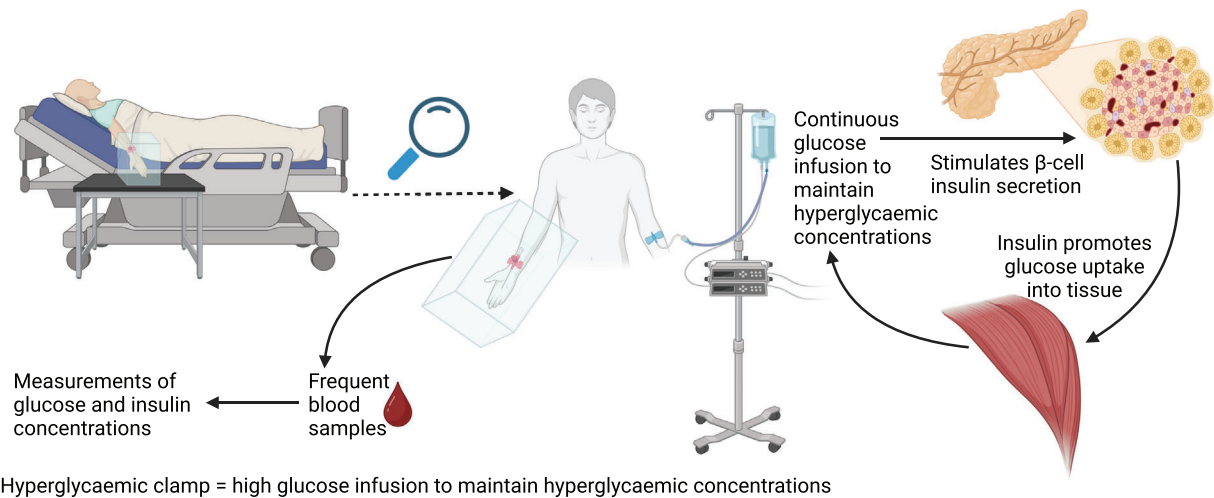 Continuous
glucose
infusion to
maintain
hyperglycaemic
concentrations
Stimulates β-cell
insulin secretion
Insulin promotes
glucose uptake
into tissue
Frequent
blood
samples
Measurements of
glucose and insulin
concentrations
Hyperglycaemic clamp = high glucose infusion to maintain hyperglycaemic concentrations